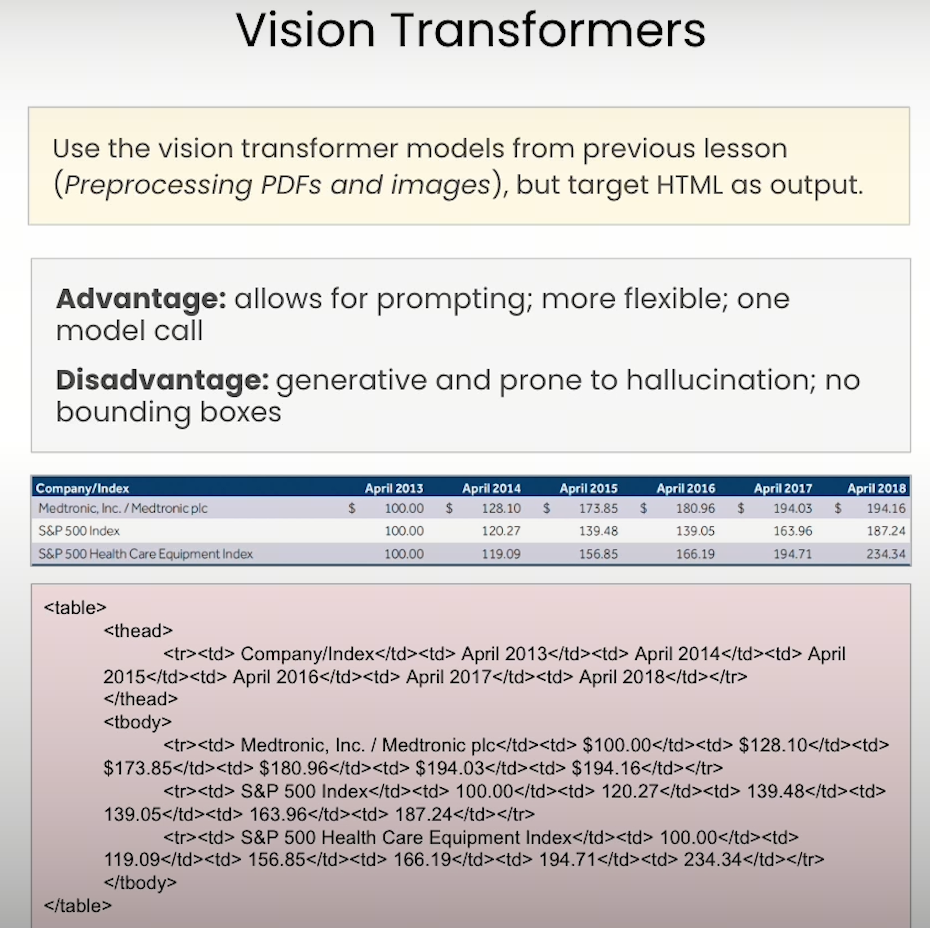 Vision Transformers
Use the vision transformer models from previous lesson
(Preprocessing PDFs and images), but target HTML as output.
Advantage: allows for prompting; more flexible; one
model call
Disadvantage: generative and prone to hallucination; no
bounding boxes
Company/Index April 2013 April 2014 April 2015 April 2016 April 2017 April 2018
Medtronic, Inc. / Medtronic plc $ 100.00 $ 128.10 $ 173.85 $ 180.96 $ 194.03 $ 194.16
S&P 500 Index 100.00 120.27 139.48 139.05 163.96 187.24
S&P 500 Health Care Equipment Index 100.00 119.09 156.85 166.19 194.71 234.34
<table>
<thead>
<tr><td> Company/Index</td><td> April 2013</td><td> April 2014</td><td> April
2015</td><td> April 2016</td><td> April 2017</td><td> April 2018</td></tr>
</thead>
<tbody>
<tr><td> Medtronic, Inc. / Medtronic plc</td><td> $100.00</td><td> $128.10</td><td>
$173.85</td><td> $180.96</td><td> $194.03</td><td> $194.16</td></tr>
<tr><td> S&P 500 Index</td><td> 100.00</td><td> 120.27</td><td> 139.48</td><td>
139.05</td><td> 163.96</td><td> 187.24</td></tr>
<tr><td> S&P 500 Health Care Equipment Index</td><td> 100.00</td><td>
119.09</td><td> 156.85</td><td> 166.19</td><td> 194.71</td><td> 234.34</td></tr>
</tbody>
</table>